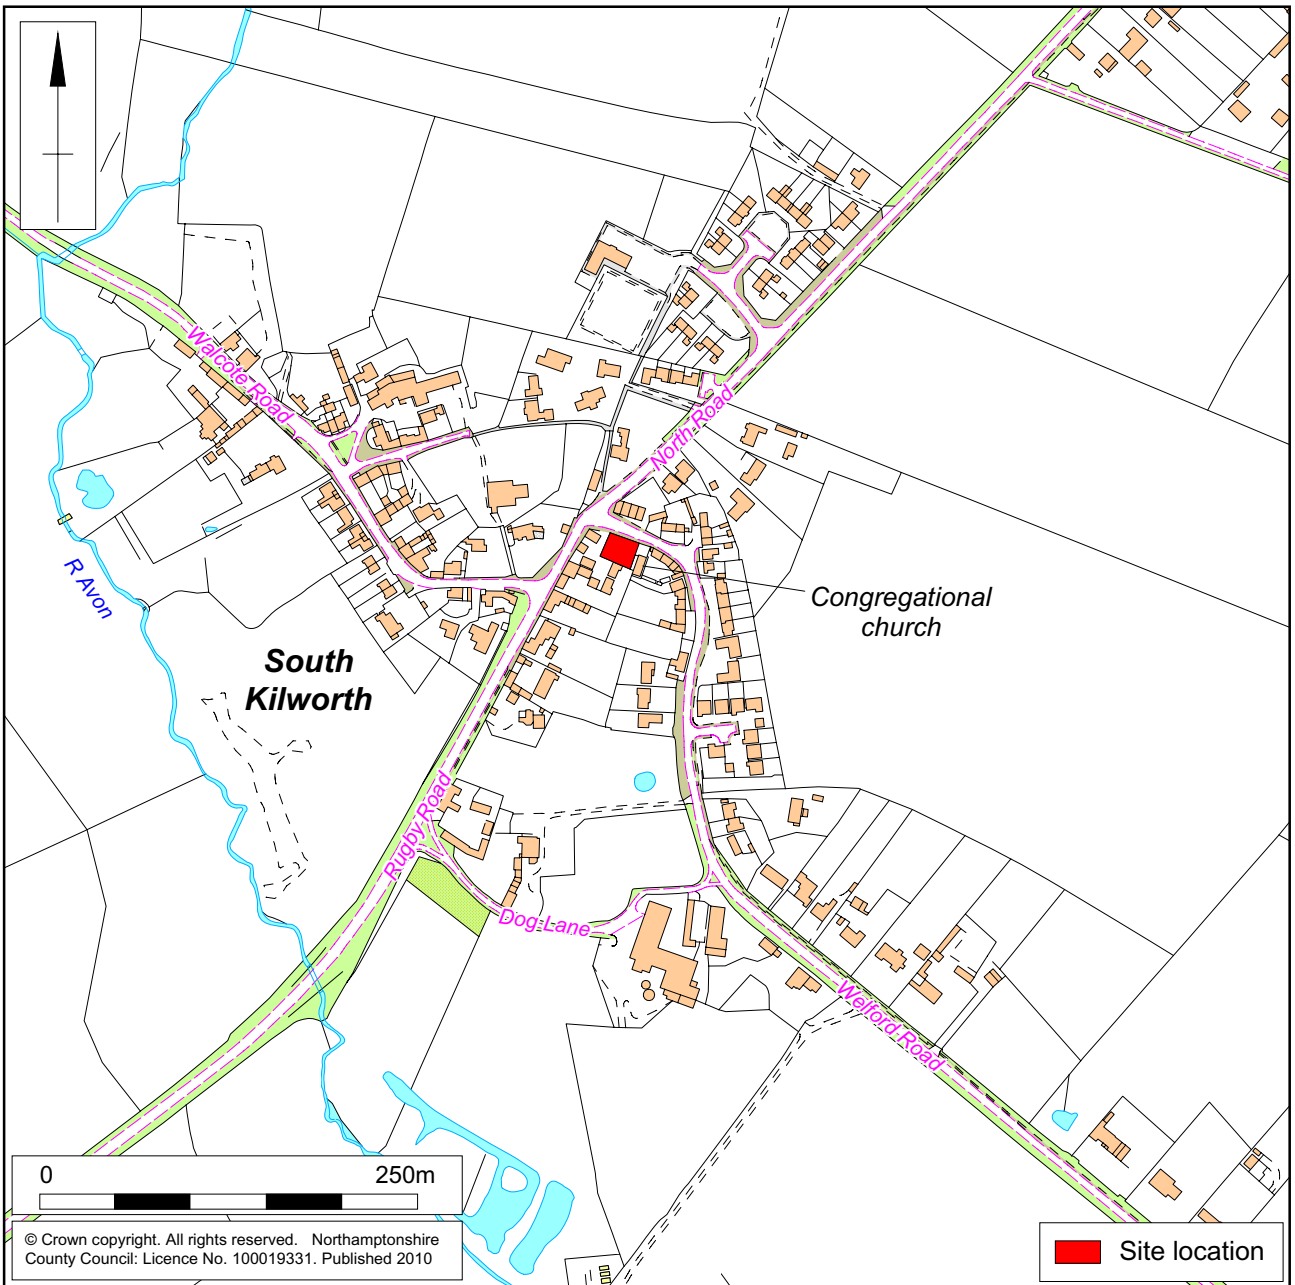 Walcote Road
North Road
R Avon
Congregational
church
South
Kilworth
Rugby Road
Dog Lane
Welford Road
0 250m
© Crown copyright. All rights reserved. Northamptonshire
County Council: Licence No. 100019331. Published 2010
Site location